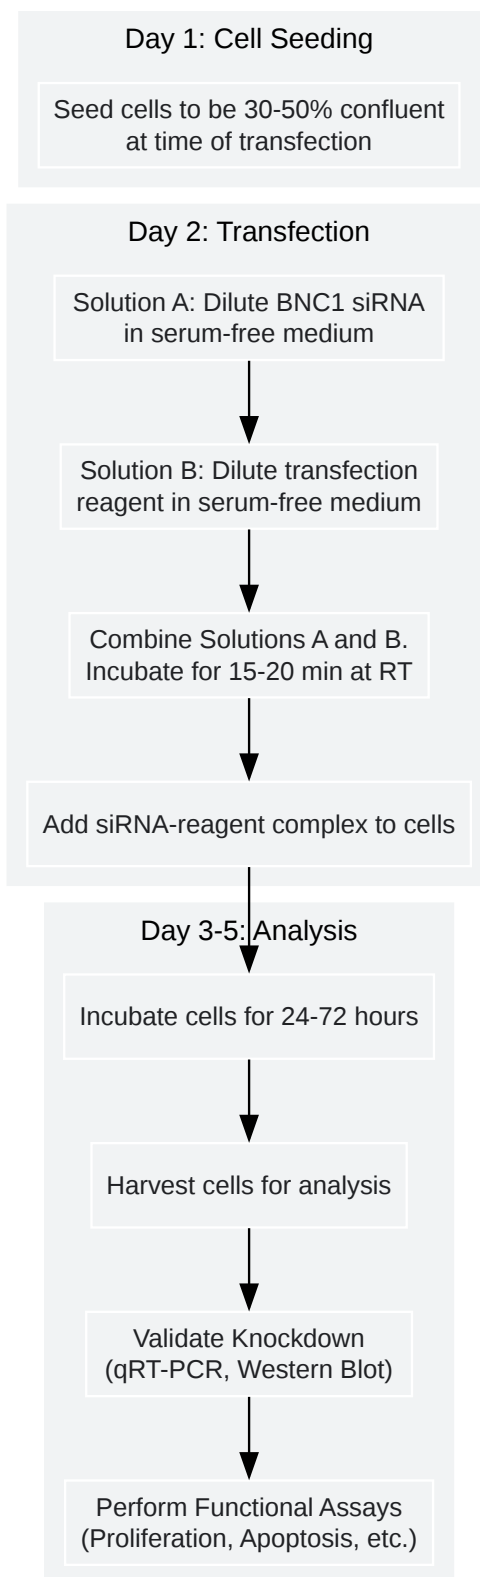 Day 1: Cell Seeding
Seed cells to be 30-50% confluent
at time of transfection
Day 2: Transfection
Solution A: Dilute BNC1 siRNA
in serum-free medium
Solution B: Dilute transfection
reagent in serum-free medium
Combine Solutions A and B.
Incubate for 15-20 min at RT
Add siRNA-reagent complex to cells
Day 3-5: Analysis
Incubate cells for 24-72 hours
Harvest cells for analysis
Validate Knockdown
(qRT-PCR, Western Blot)
Perform Functional Assays
(Proliferation, Apoptosis, etc.)